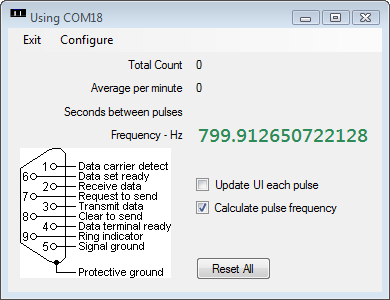 Using COM18
Exit Configure
Total Count 0
Average per minute 0
Seconds between pulses
Frequency - Hz 799.912650722128
1 Data carrier detect
6 Data set ready
2 Receive data
7 Request to send
3 Transmit data
8 Clear to send
4 Data terminal ready
9 Ring indicator
5 Signal ground
Protective ground
Update UI each pulse
Calculate pulse frequency
Reset All